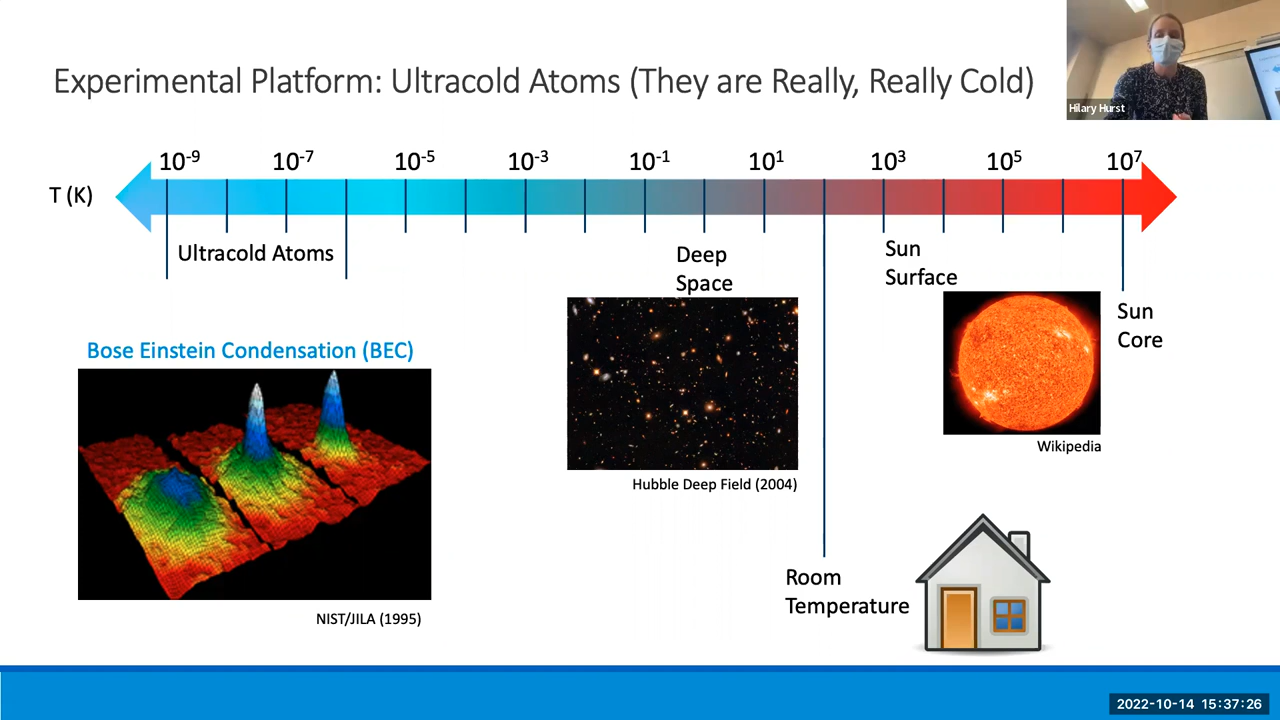 Experimental Platform: Ultracold Atoms (They are Really, Really Cold)
Hilary Hurst
10⁻⁹ 10⁻⁷ 10⁻⁵ 10⁻³ 10⁻¹ 10¹ 10³ 10⁵ 10⁷
T (K)
Ultracold Atoms
Deep
Space
Sun
Surface
Sun
Core
Bose Einstein Condensation (BEC)
Wikipedia
Hubble Deep Field (2004)
Room
Temperature
NIST/JILA (1995)
2022-10-14 15:37:26